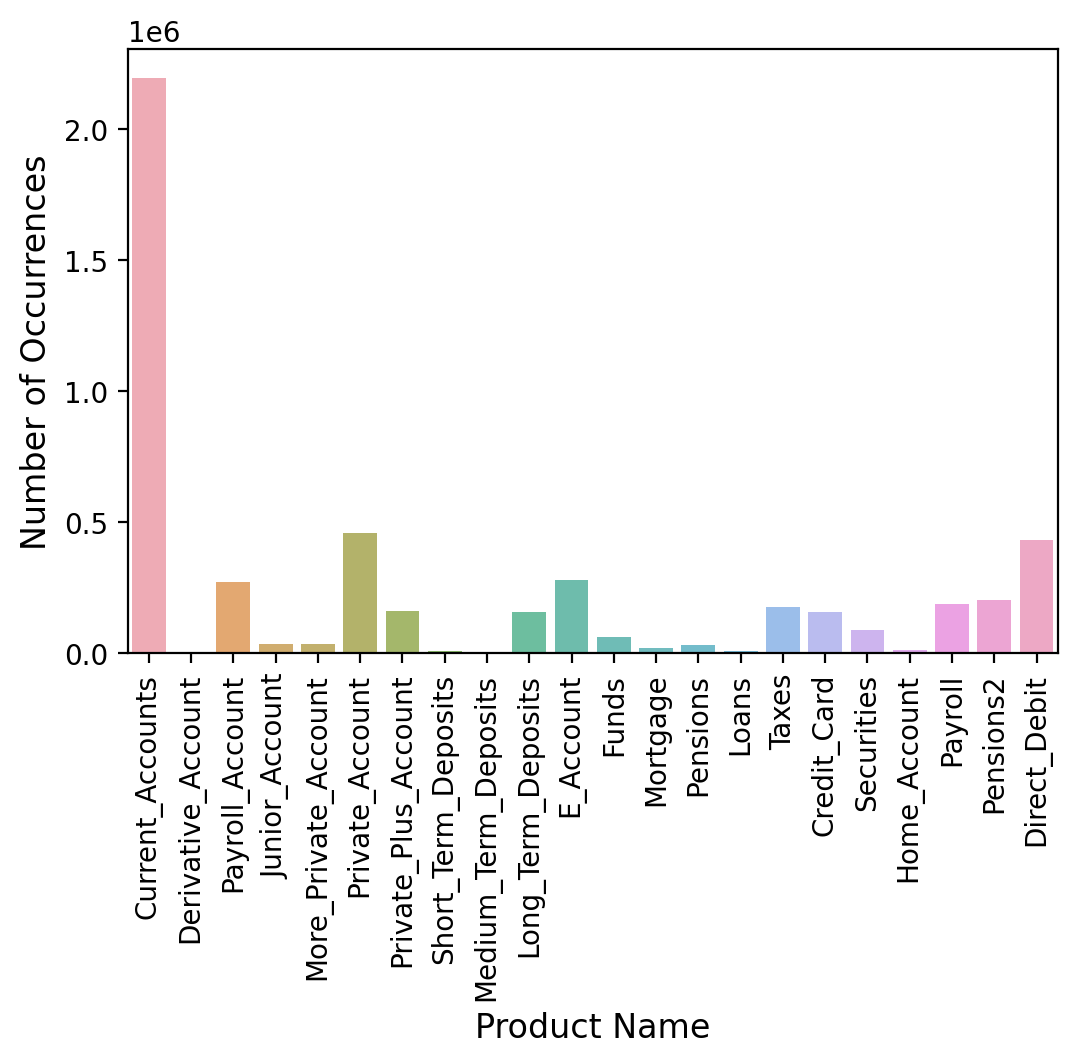 1e6
2.0
1.5
1.0
0.5
0.0
Number of Occurrences
Current_Accounts
Derivative_Account
Payroll_Account
Junior_Account
More_Private_Account
Private_Account
Private_Plus_Account
Short_Term_Deposits
Medium_Term_Deposits
Long_Term_Deposits
E_Account
Funds
Mortgage
Pensions
Loans
Taxes
Credit_Card
Securities
Home_Account
Payroll
Pensions2
Direct_Debit
Product Name